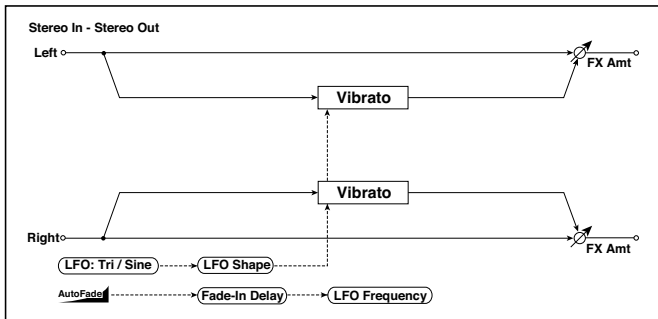 Stereo In - Stereo Out
Left
FX Amt
Vibrato
Vibrato
Right
FX Amt
LFO: Tri / Sine
LFO Shape
AutoFade
Fade-In Delay
LFO Frequency